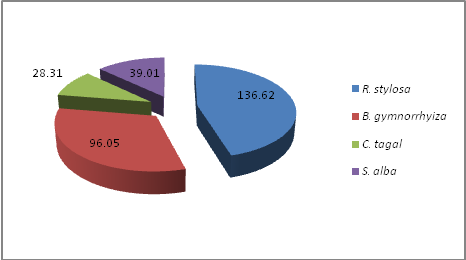 39.01
28.31
136.62
96.05
R. stylosa
B. gymnorrhyiza
C. tagal
S. alba